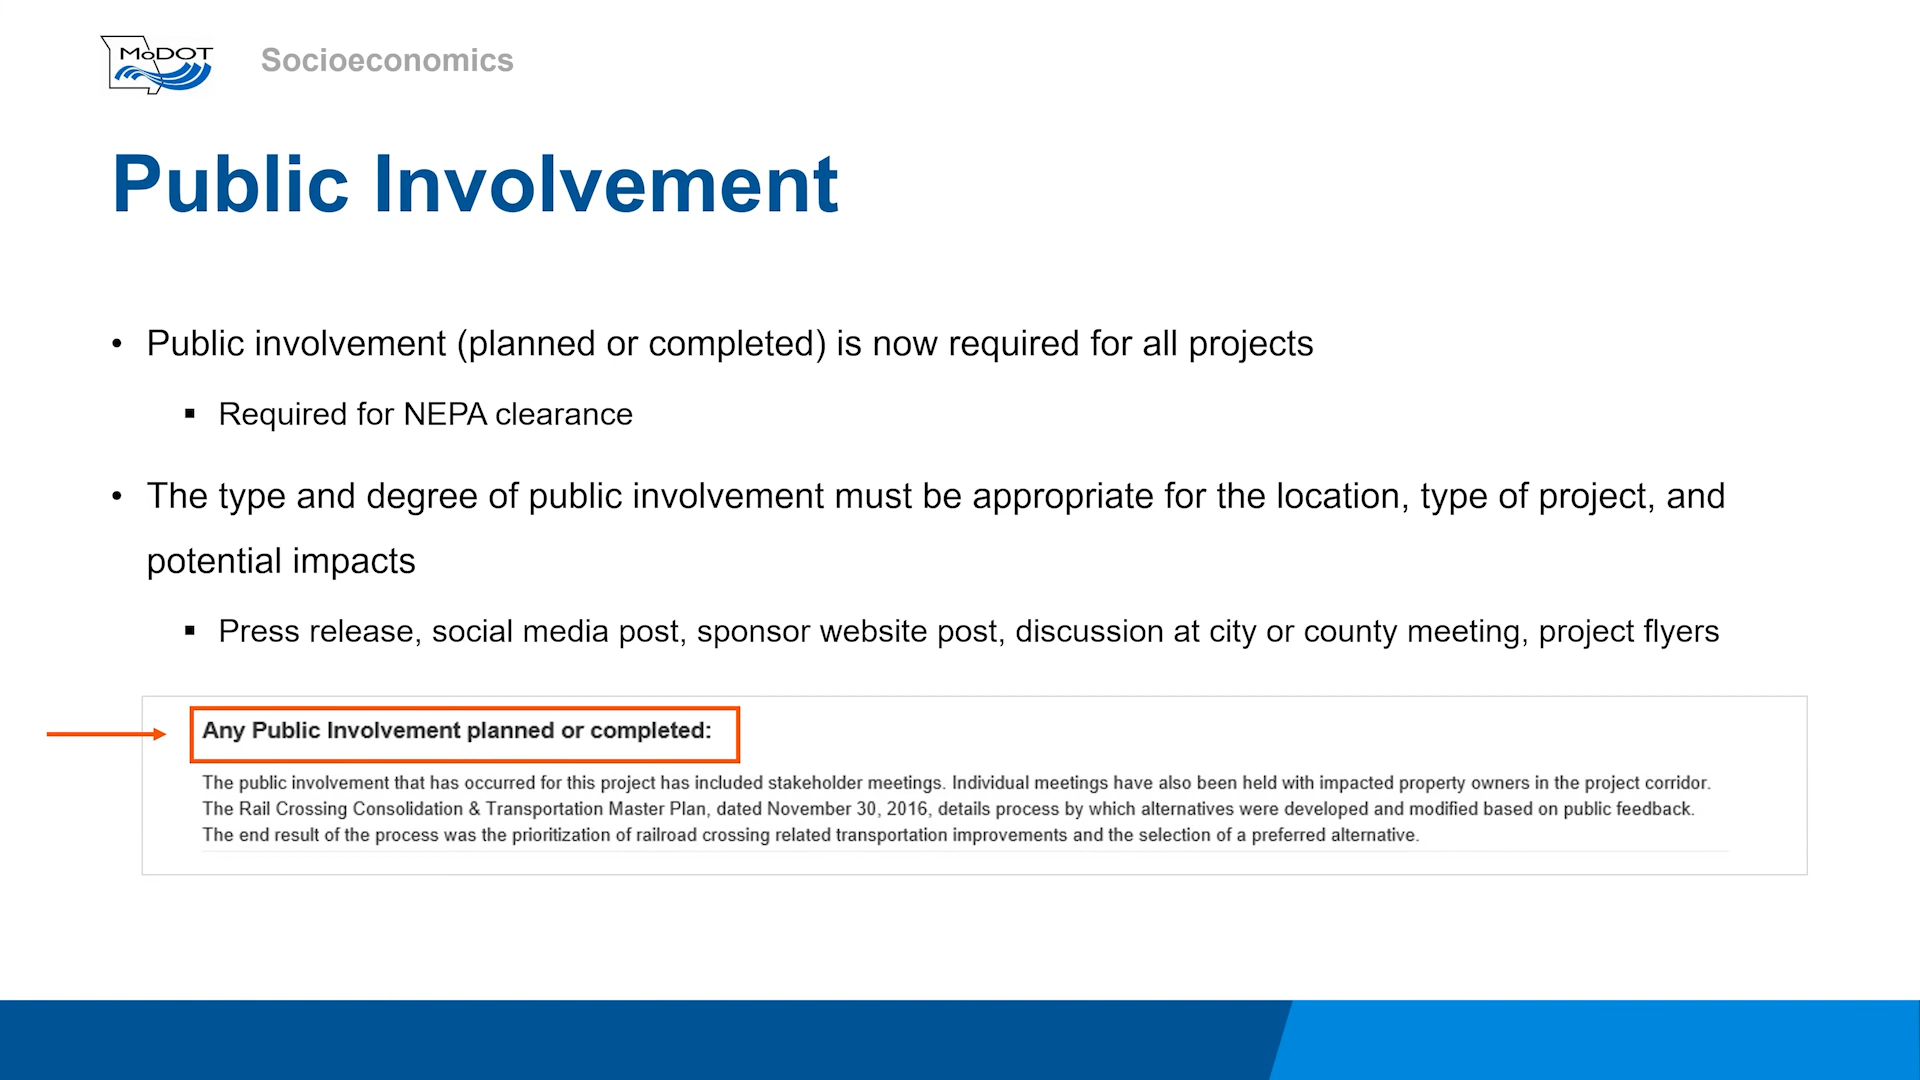 MoDOT
Socioeconomics
Public Involvement
• Public involvement (planned or completed) is now required for all projects
▪ Required for NEPA clearance
• The type and degree of public involvement must be appropriate for the location, type of project, and
potential impacts
▪ Press release, social media post, sponsor website post, discussion at city or county meeting, project flyers
Any Public Involvement planned or completed:
The public involvement that has occurred for this project has included stakeholder meetings. Individual meetings have also been held with impacted property owners in the project corridor.
The Rail Crossing Consolidation & Transportation Master Plan, dated November 30, 2016, details process by which alternatives were developed and modified based on public feedback.
The end result of the process was the prioritization of railroad crossing related transportation improvements and the selection of a preferred alternative.